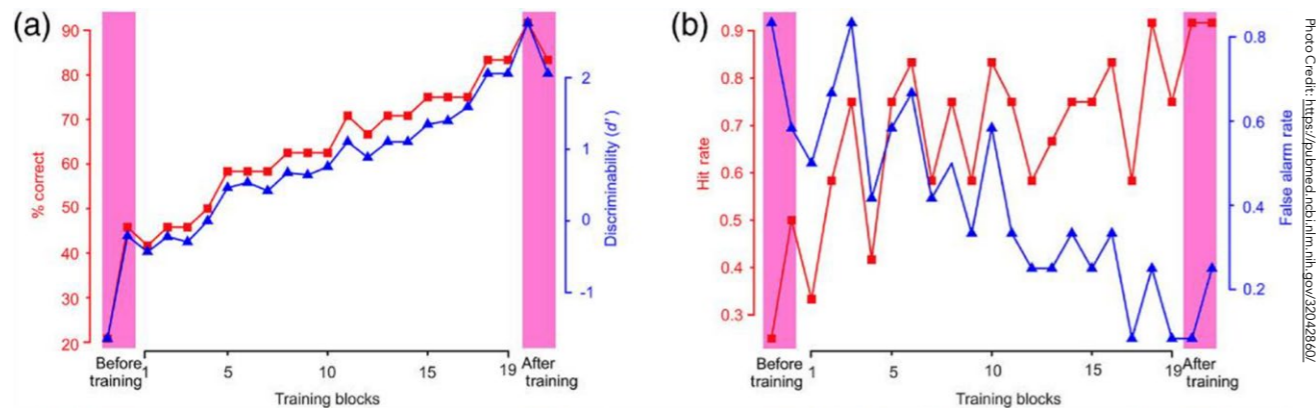 (a)
90
80
70
60
50
40
30
20
% correct
2
1
0
-1
Discriminability (d')
Before
training
1
5
10
15
19
After
training
Training blocks
(b)
0.9
0.8
0.7
0.6
0.5
0.4
0.3
Hit rate
0.8
0.6
0.4
0.2
False alarm rate
Before
training
1
5
10
15
19
After
training
Training blocks
Photo Credit: https://pubmed.ncbi.nlm.nih.gov/32042860/